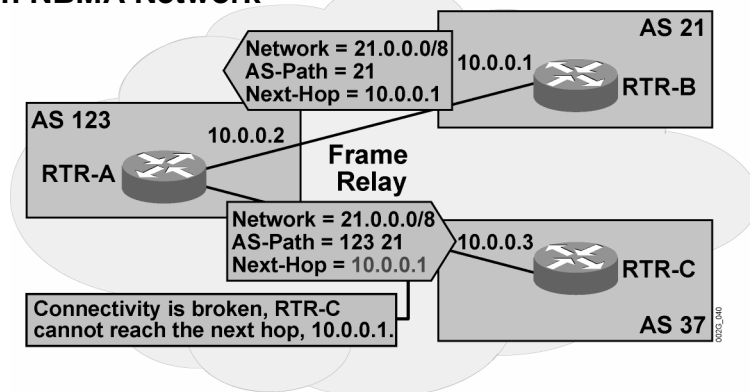 NBMA Network
AS 21
Network = 21.0.0.0/8
AS-Path = 21
Next-Hop = 10.0.0.1
10.0.0.1
RTR-B
AS 123
10.0.0.2
RTR-A
Frame
Relay
Network = 21.0.0.0/8
AS-Path = 123 21
Next-Hop = 10.0.0.1
10.0.0.3
RTR-C
Connectivity is broken, RTR-C
cannot reach the next hop, 10.0.0.1.
AS 37
002G_040